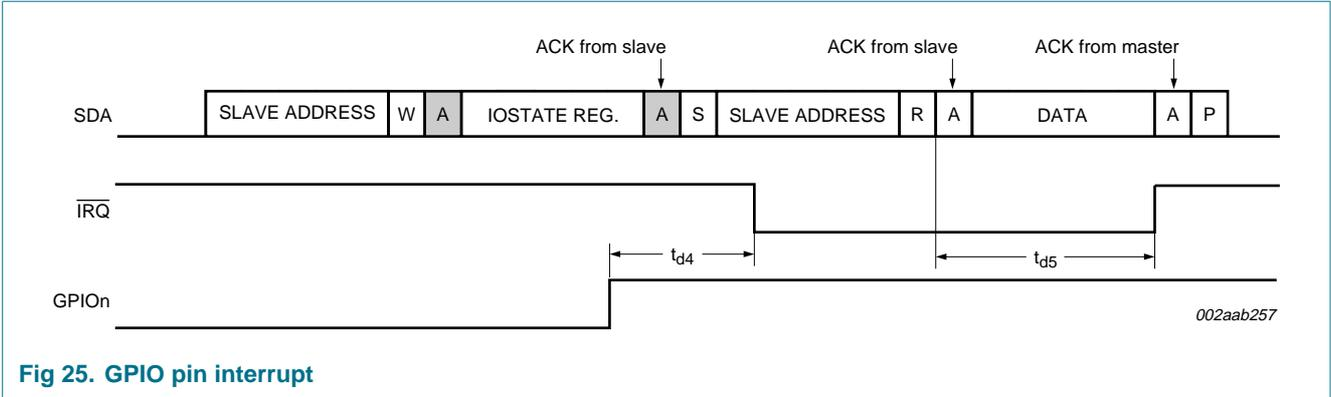 ACK from slave ACK from slave ACK from master
SDA SLAVE ADDRESS W A IOSTATE REG. A S SLAVE ADDRESS R A DATA A P
IRQ
td4 td5
GPIOn
002aab257
Fig 25. GPIO pin interrupt